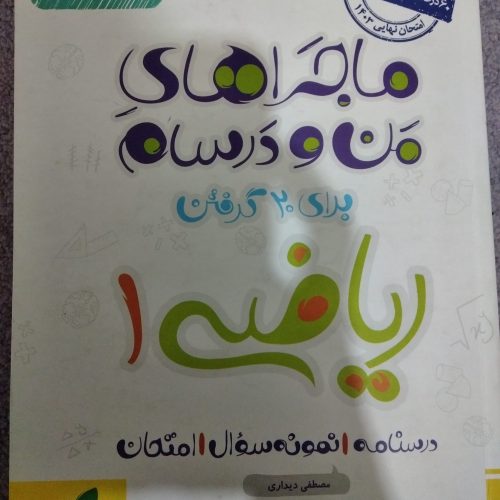 امتحان نهایی ۱۴۰۳
ماجراهای
من و درسام
برای ۲۰ گرفتن
ریاضی ۱
درسنامه | نمونه سؤال امتحان
مصطفی دیداری